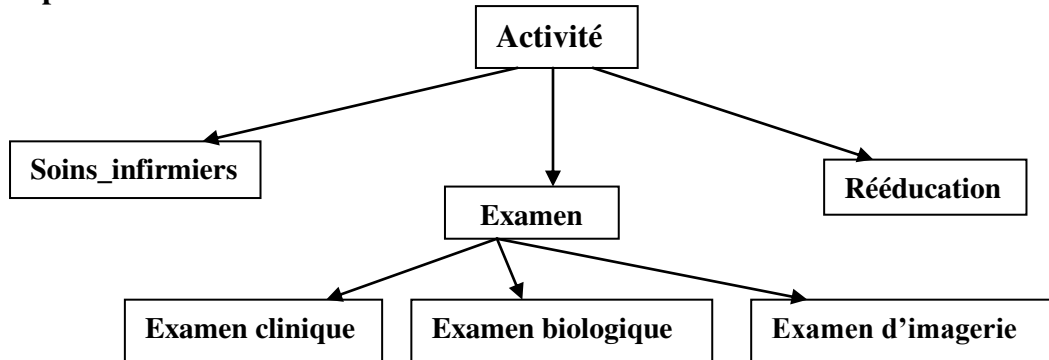 Activité
Soins_infirmiers
Rééducation
Examen
Examen clinique
Examen biologique
Examen d’imagerie